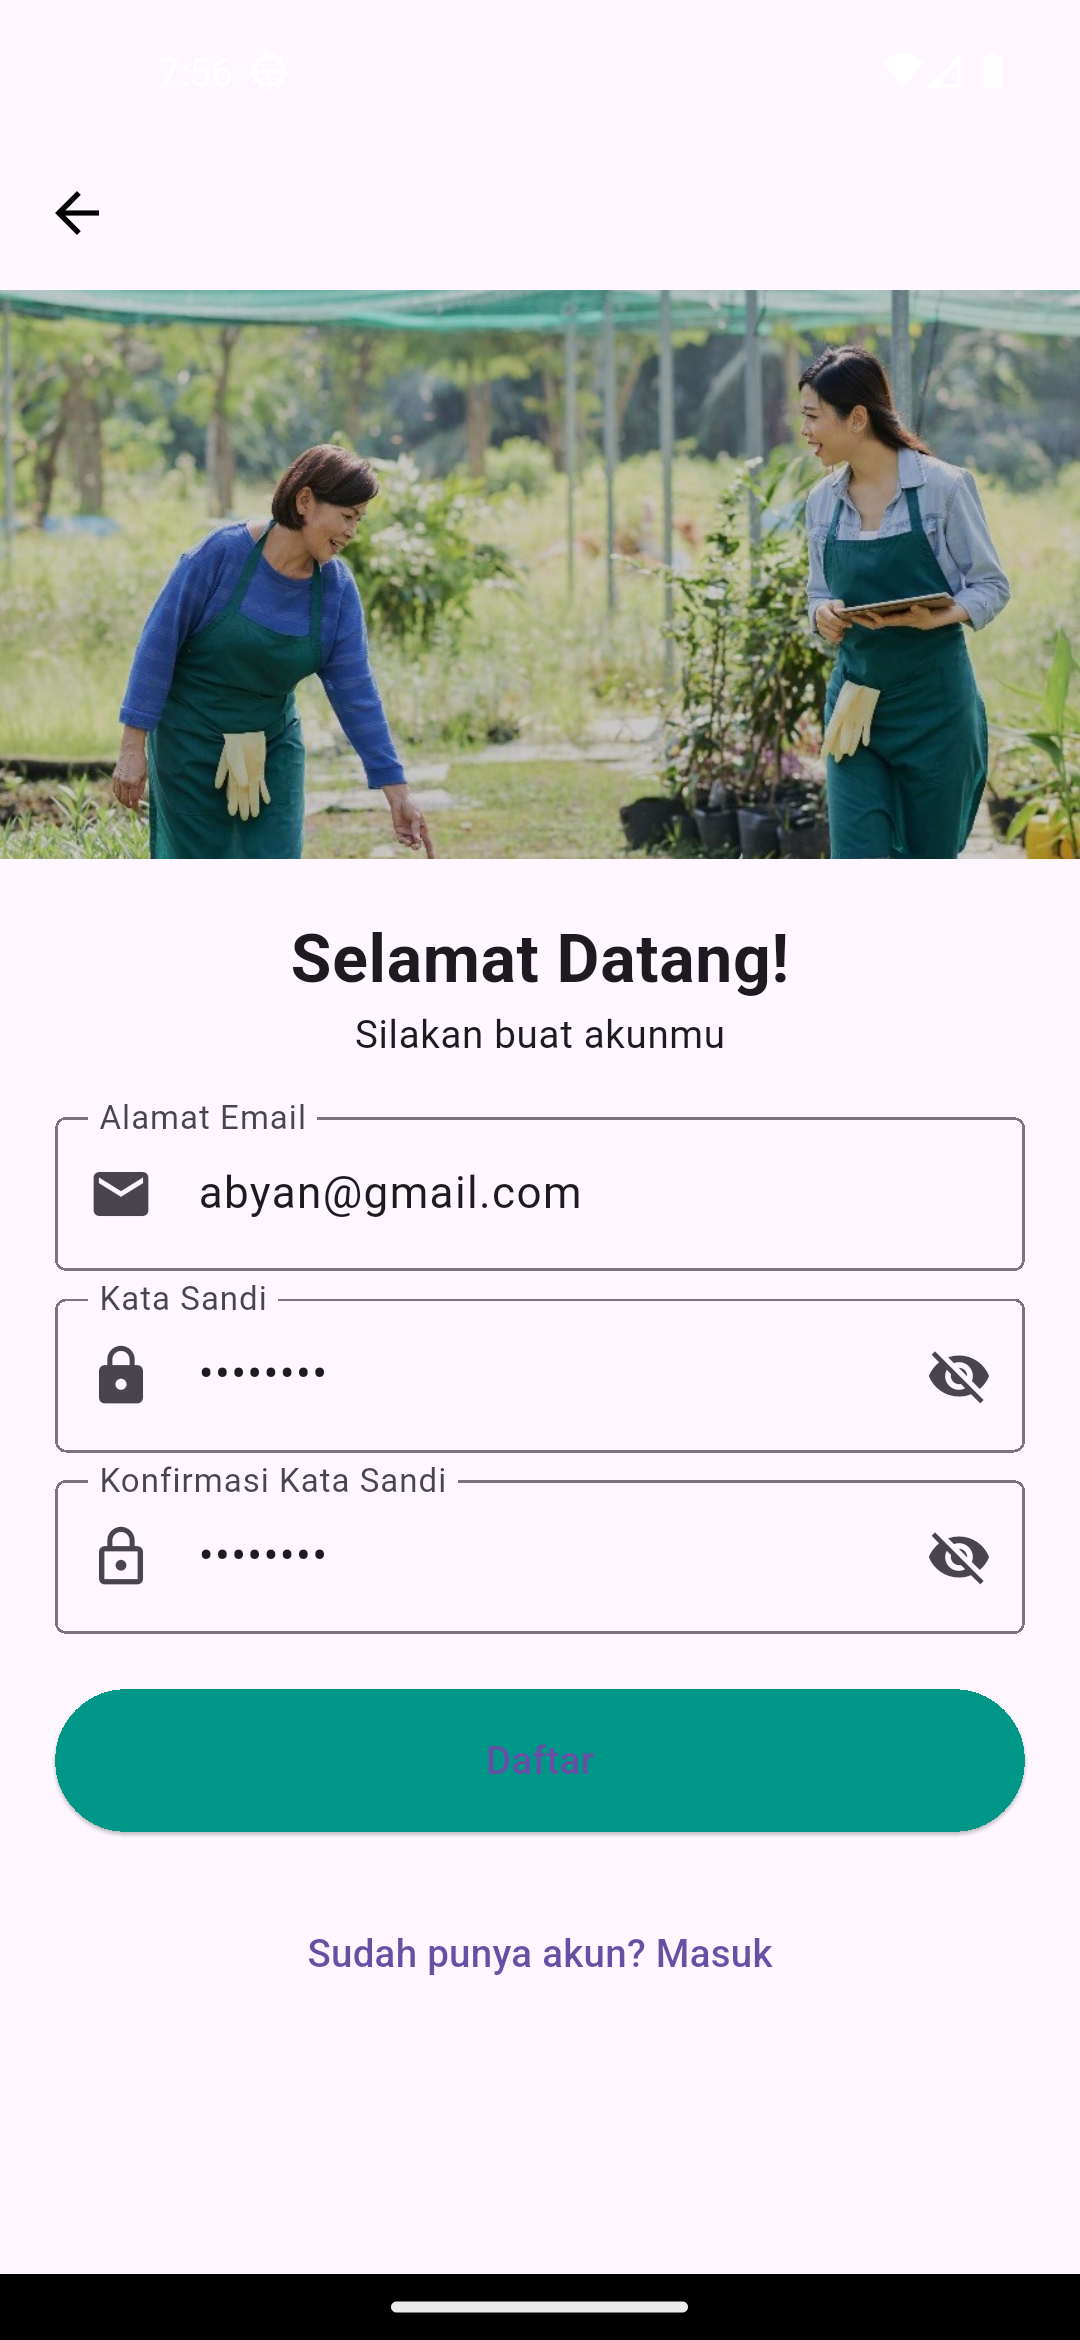 7:56
Selamat Datang!
Silakan buat akunmu
Alamat Email
abyan@gmail.com
Kata Sandi
••••••••
Konfirmasi Kata Sandi
••••••••
Daftar
Sudah punya akun? Masuk